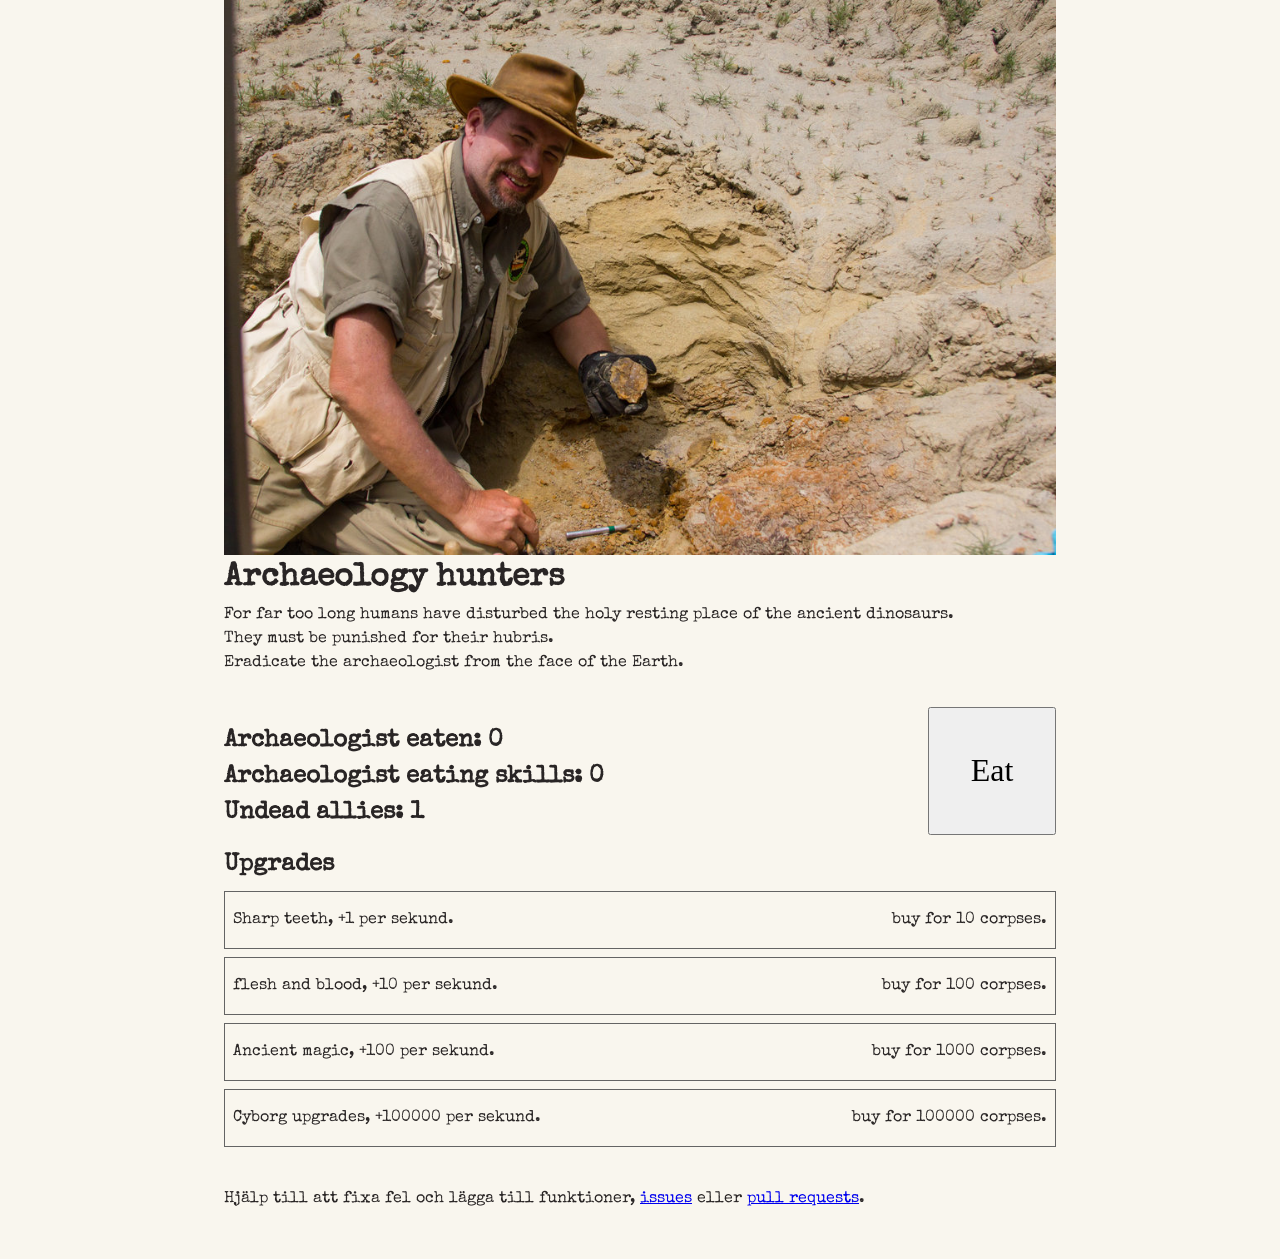 Archaeology hunters
For far too long humans have disturbed the holy resting place of the ancient dinosaurs.
They must be punished for their hubris.
Eradicate the archaeologist from the face of the Earth.
Archaeologist eaten: 0
Archaeologist eating skills: 0
Undead allies: 1
Eat
Upgrades
Sharp teeth, +1 per sekund. buy for 10 corpses.
flesh and blood, +10 per sekund. buy for 100 corpses.
Ancient magic, +100 per sekund. buy for 1000 corpses.
Cyborg upgrades, +100000 per sekund. buy for 100000 corpses.
Hjälp till att fixa fel och lägga till funktioner, issues eller pull requests.